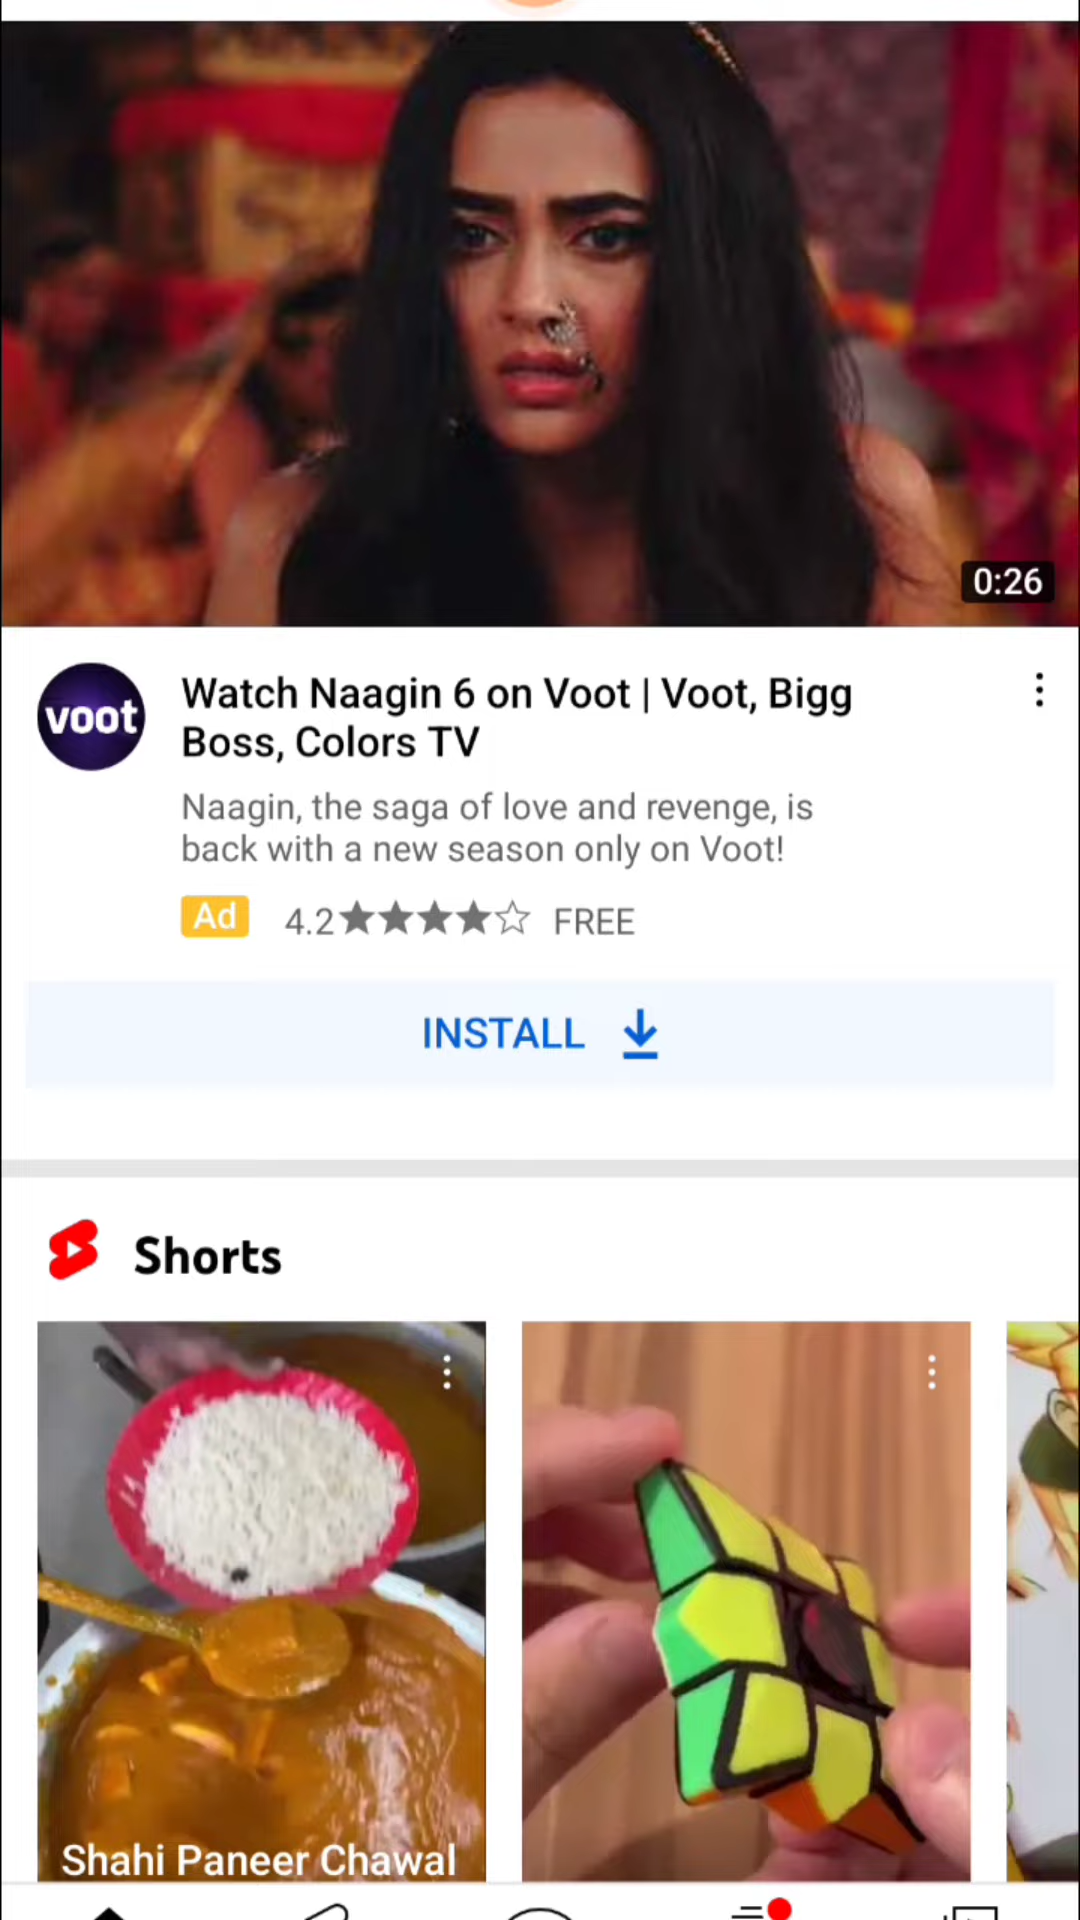 0:26
voot
Watch Naagin 6 on Voot | Voot, Bigg
Boss, Colors TV
Naagin, the saga of love and revenge, is
back with a new season only on Voot!
Ad 4.2 FREE
INSTALL
Shorts
Shahi Paneer Chawal